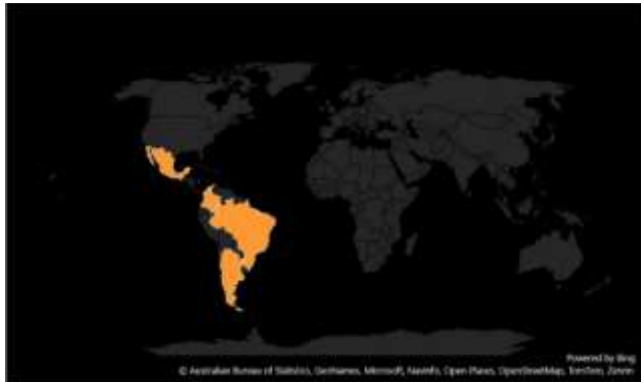 Powered by Bing
© Australian Bureau of Statistics, GeoNames, Microsoft, Navinfo, Open Places, OpenStreetMap, TomTom, Zenrin